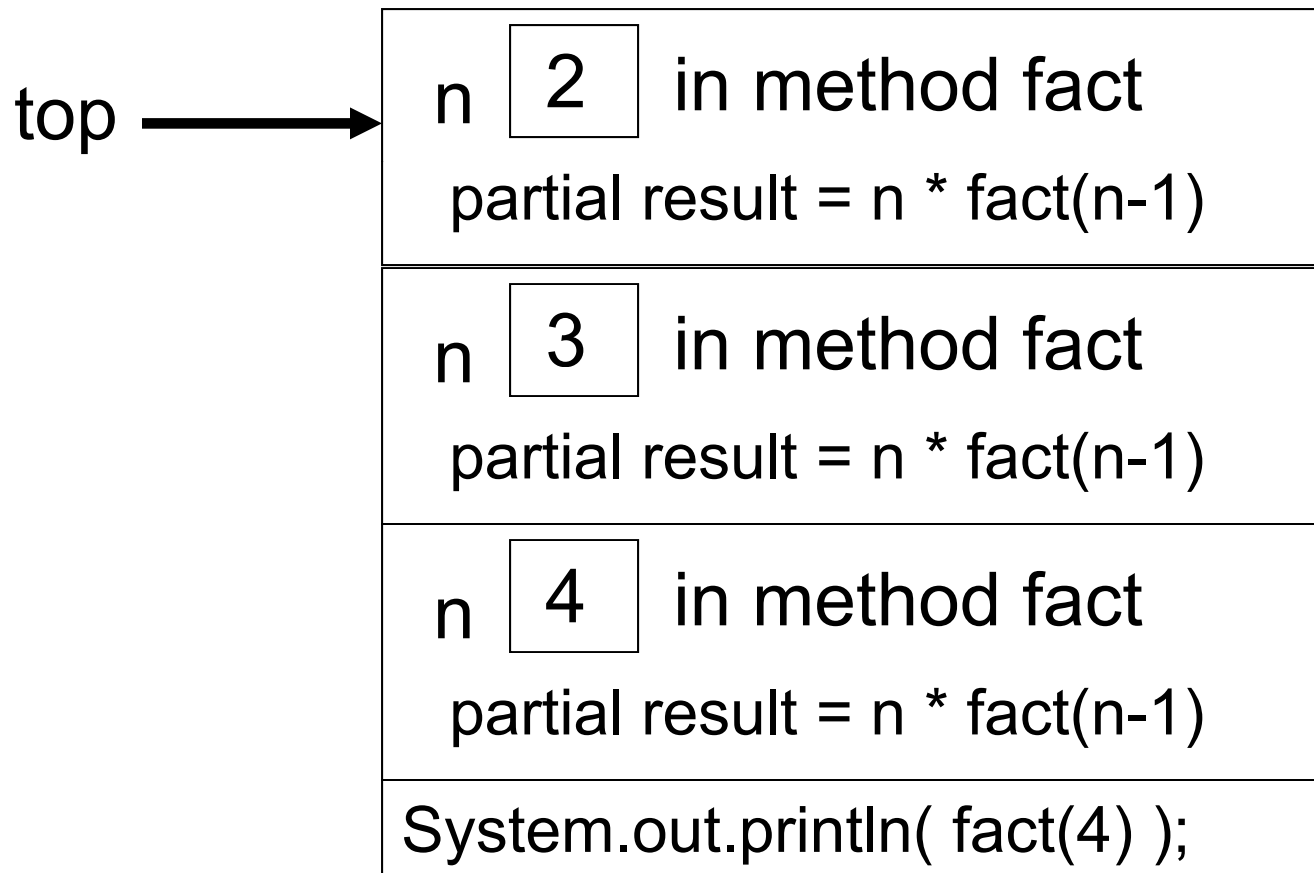 top
n 2 in method fact
partial result = n * fact(n-1)
n 3 in method fact
partial result = n * fact(n-1)
n 4 in method fact
partial result = n * fact(n-1)
System.out.println( fact(4) );